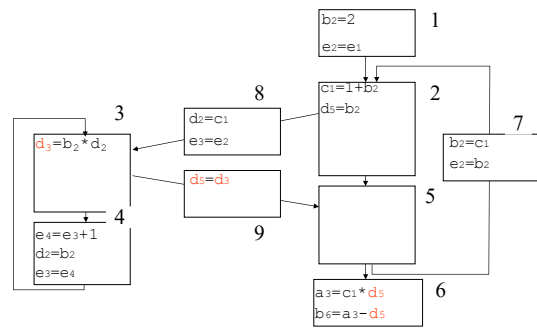 1
b2=2
e2=e1
2
c1=1+b2
d5=b2
8
d2=c1
e3=e2
3
d3=b2*d2
7
b2=c1
e2=b2
d5=d3
9
5
4
e4=e3+1
d2=b2
e3=e4
6
a3=c1*d5
b6=a3-d5